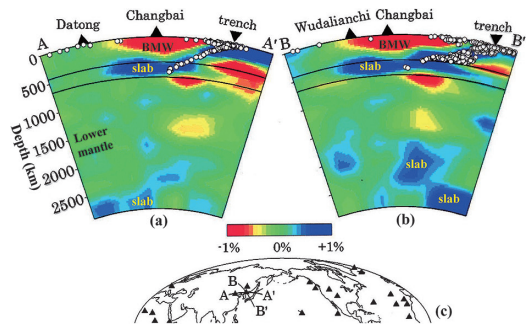 Datong Changbai trench
A A'
BMW
slab
0
500
1000
1500
2000
2500
Depth (km)
Lower
mantle
slab
(a)
Wudalianchi Changbai trench
B B'
BMW
slab
slab
slab
(b)
-1% 0% +1%
B
A A'
B'
(c)